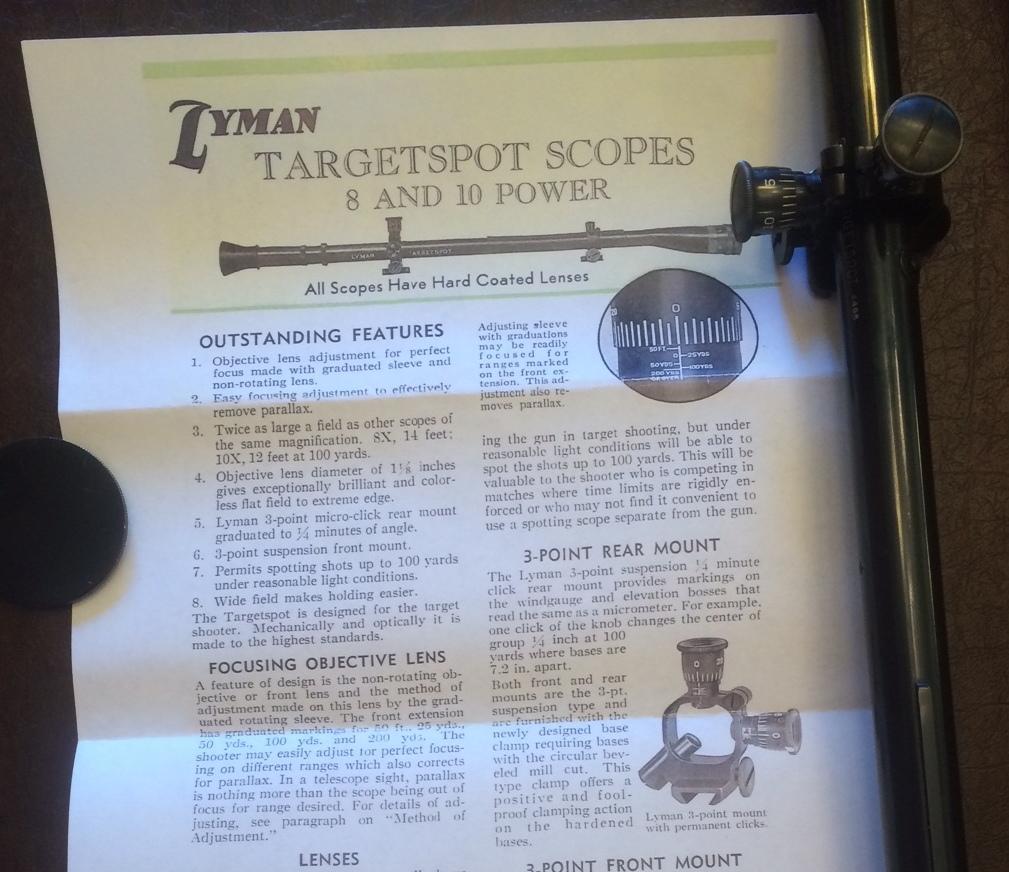 LYMAN
TARGETSPOT SCOPES
8 AND 10 POWER
LYMAN TARGETSPOT
All Scopes Have Hard Coated Lenses
OUTSTANDING FEATURES
1. Objective lens adjustment for perfect
focus made with graduated sleeve and
non-rotating lens.
2. Easy focusing adjustment to effectively
remove parallax.
3. Twice as large a field as other scopes of
the same magnification. 8X, 14 feet;
10X, 12 feet at 100 yards.
4. Objective lens diameter of 1⅛ inches
gives exceptionally brilliant and color-
less flat field to extreme edge.
5. Lyman 3-point micro-click rear mount
graduated to ¼ minutes of angle.
6. 3-point suspension front mount.
7. Permits spotting shots up to 100 yards
under reasonable light conditions.
8. Wide field makes holding easier.
The Targetspot is designed for the target
shooter. Mechanically and optically it is
made to the highest standards.
FOCUSING OBJECTIVE LENS
A feature of design is the non-rotating ob-
jective or front lens and the method of
adjustment made on this lens by the grad-
uated rotating sleeve. The front extension
has graduated markings for 50 ft., 25 yds.,
50 yds., 100 yds. and 200 yds. The
shooter may easily adjust for perfect focus-
ing on different ranges which also corrects
for parallax. In a telescope sight, parallax
is nothing more than the scope being out of
focus for range desired. For details of ad-
justing, see paragraph on "Method of
Adjustment."
LENSES
Adjusting sleeve
with graduations
may be readily
focused for
ranges marked
on the front ex-
tension. This ad-
justment also re-
moves parallax.
0
50 FT.
0 25 YDS
50 YDS 100 YDS
200 YDS
ing the gun in target shooting, but under
reasonable light conditions will be able to
spot the shots up to 100 yards. This will be
valuable to the shooter who is competing in
matches where time limits are rigidly en-
forced or who may not find it convenient to
use a spotting scope separate from the gun.
3-POINT REAR MOUNT
The Lyman 3-point suspension ¼ minute
click rear mount provides markings on
the windgauge and elevation bosses that
read the same as a micrometer. For example,
one click of the knob changes the center of
group ¼ inch at 100
yards where bases are
7.2 in. apart.
Both front and rear
mounts are the 3-pt.
suspension type and
are furnished with the
newly designed base
clamp requiring bases
with the circular bev-
eled mill cut. This
type clamp offers a
positive and fool-
proof clamping action
on the hardened
bases.
Lyman 3-point mount
with permanent clicks.
3-POINT FRONT MOUNT